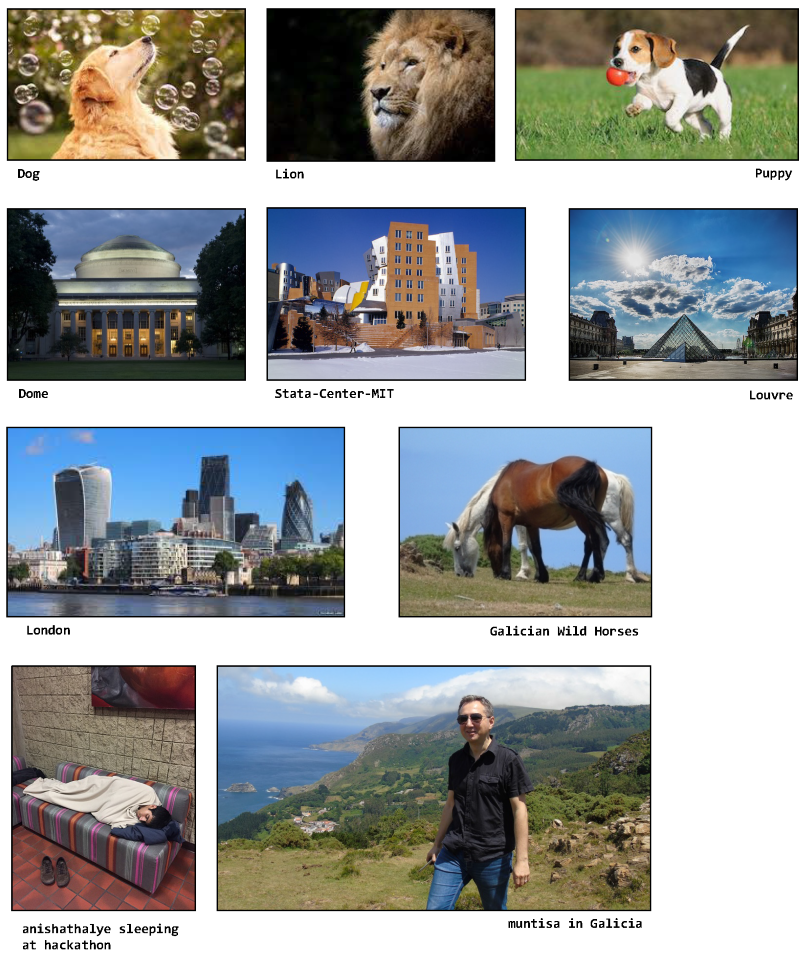 Dog
Lion
Puppy
Dome
Stata-Center-MIT
Louvre
London
Galician Wild Horses
anishathalye sleeping
at hackathon
muntisa in Galicia